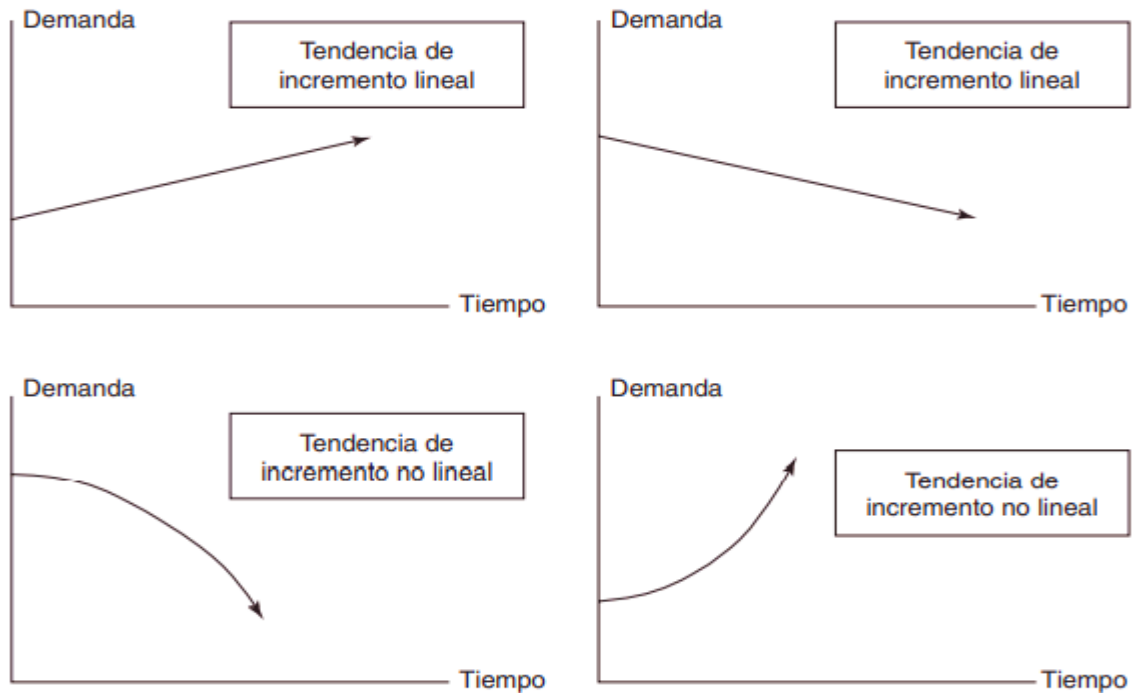 Demanda
Tendencia de
incremento lineal
Tiempo
Demanda
Tendencia de
incremento lineal
Tiempo
Demanda
Tendencia de
incremento no lineal
Tiempo
Demanda
Tendencia de
incremento no lineal
Tiempo